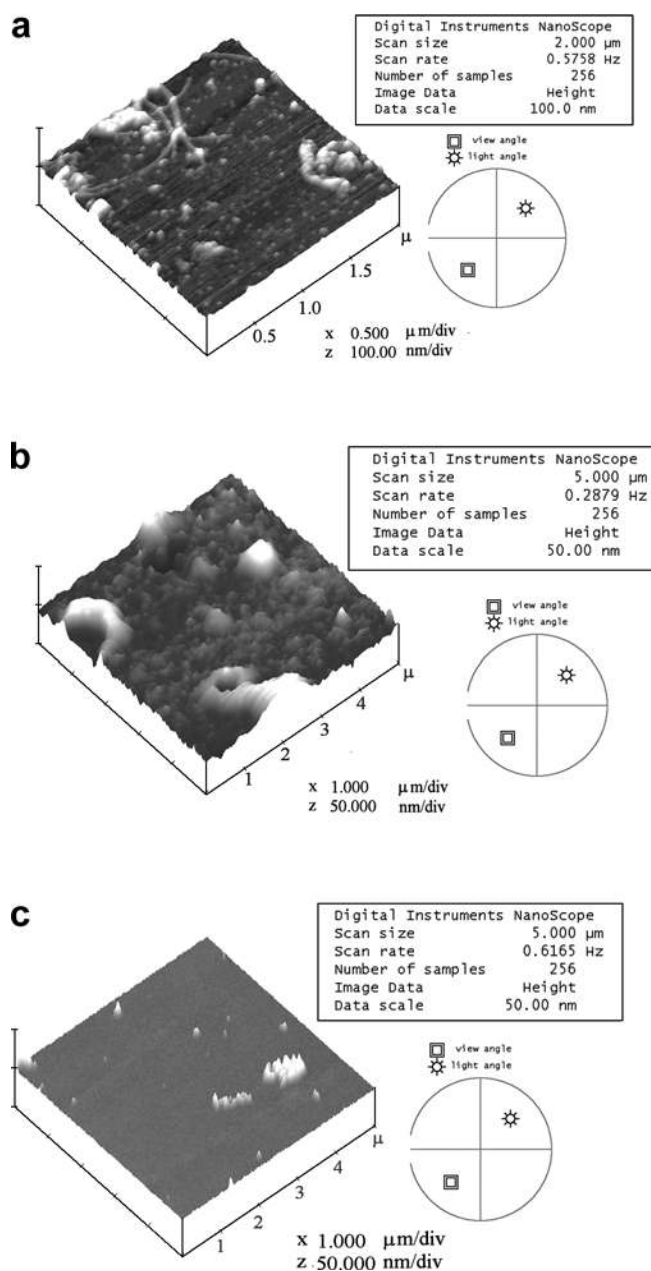 a
Digital Instruments NanoScope
Scan size 2.000 µm
Scan rate 0.5758 Hz
Number of samples 256
Image Data Height
Data scale 100.0 nm
view angle
light angle
µ
1.5
1.0
0.5
x 0.500 µm/div
z 100.00 nm/div
b
Digital Instruments NanoScope
Scan size 5.000 µm
Scan rate 0.2879 Hz
Number of samples 256
Image Data Height
Data scale 50.00 nm
view angle
light angle
µ
4
3
2
1
x 1.000 µm/div
z 50.000 nm/div
c
Digital Instruments NanoScope
Scan size 5.000 µm
Scan rate 0.6165 Hz
Number of samples 256
Image Data Height
Data scale 50.00 nm
view angle
light angle
µ
4
3
2
1
x 1.000 µm/div
z 50.000 nm/div